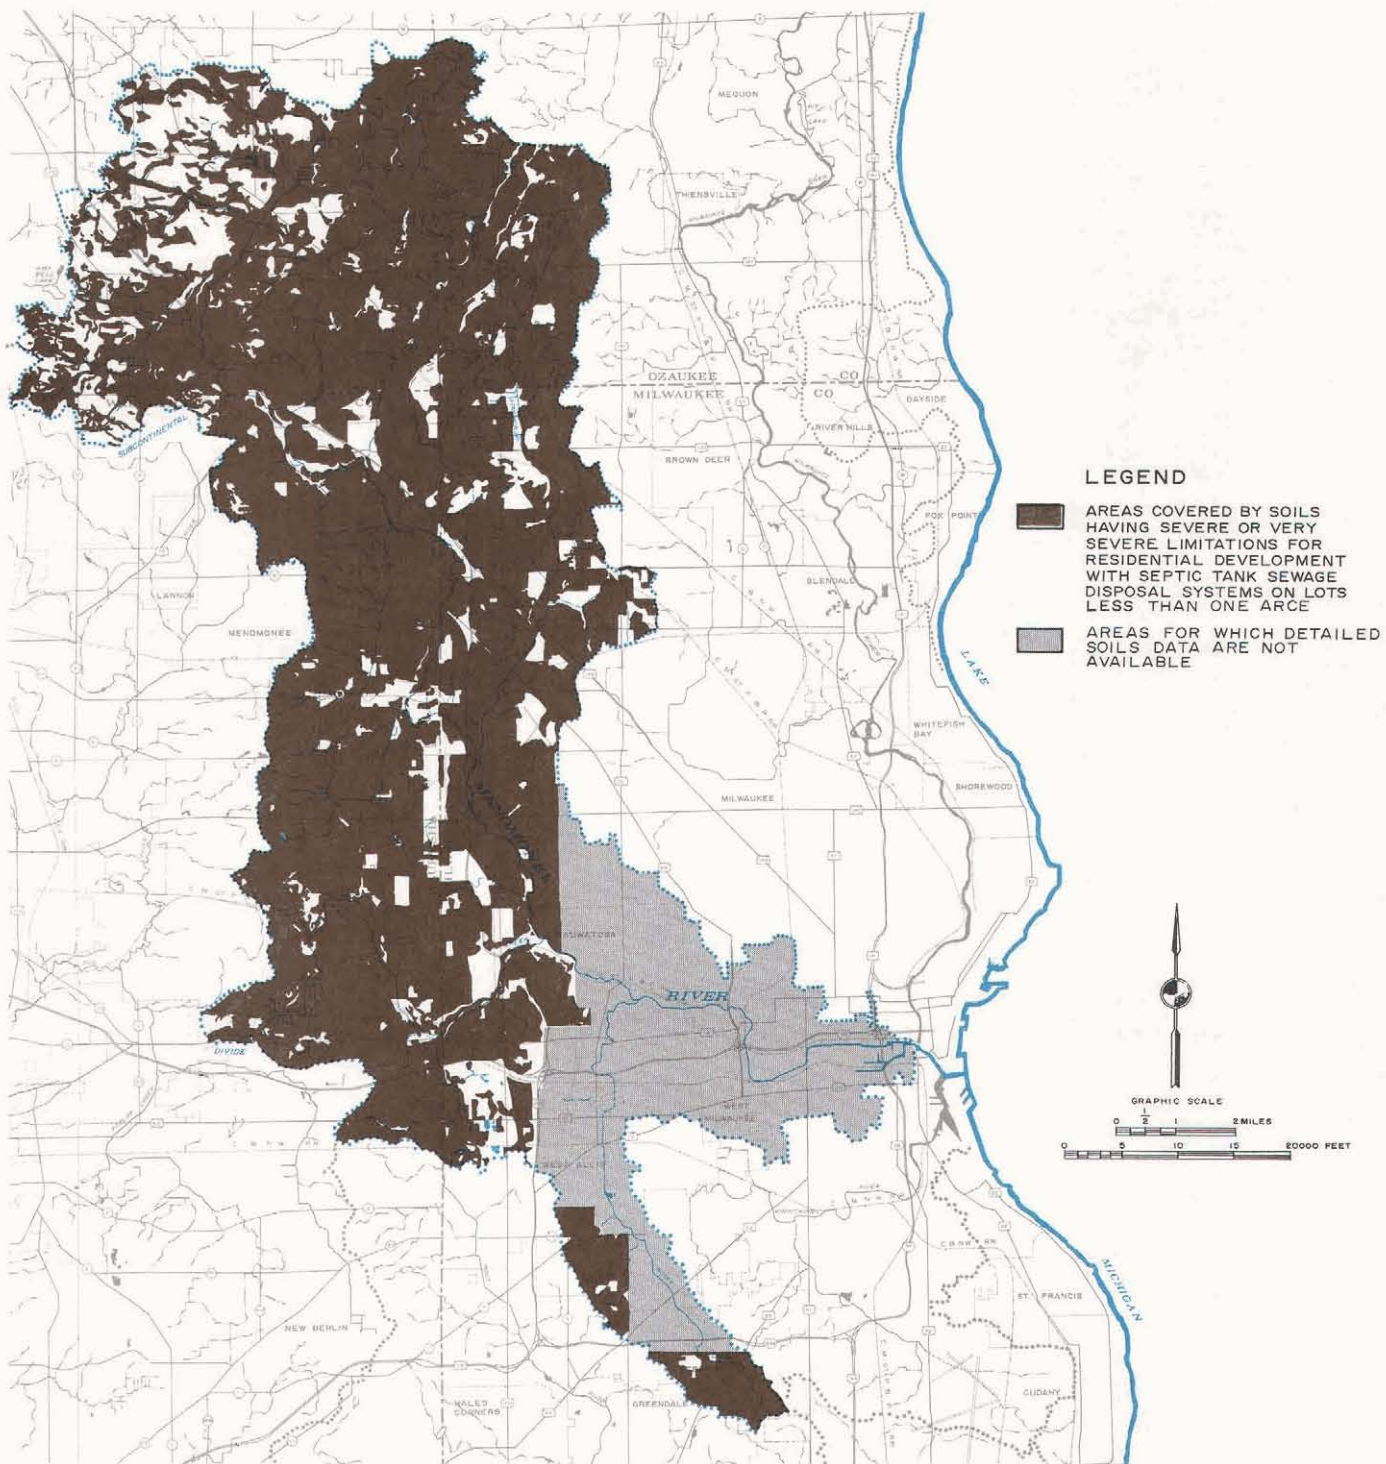 MEQUON
THIENSVILLE
OZAUKEE CO
MILWAUKEE CO
BAYSIDE
RIVER HILLS
SUBCONTINENTAL
BROWN DEER
LEGEND
AREAS COVERED BY SOILS
HAVING SEVERE OR VERY
SEVERE LIMITATIONS FOR
RESIDENTIAL DEVELOPMENT
WITH SEPTIC TANK SEWAGE
DISPOSAL SYSTEMS ON LOTS
LESS THAN ONE ARCE
AREAS FOR WHICH DETAILED
SOILS DATA ARE NOT
AVAILABLE
FOX POINT
GLENDALE
LANNON
MENOMONEE
LAKE
WHITEFISH
BAY
SHOREWOOD
MILWAUKEE
MENOMONEE
RIVER
DIVIDE
WEST
MILWAUKEE
GRAPHIC SCALE
0 1/2 1 2 MILES
0 5 10 15 20000 FEET
MICHIGAN
ST. FRANCIS
NEW BERLIN
CUDAHY
HALES
CORNERS
GREENDALE